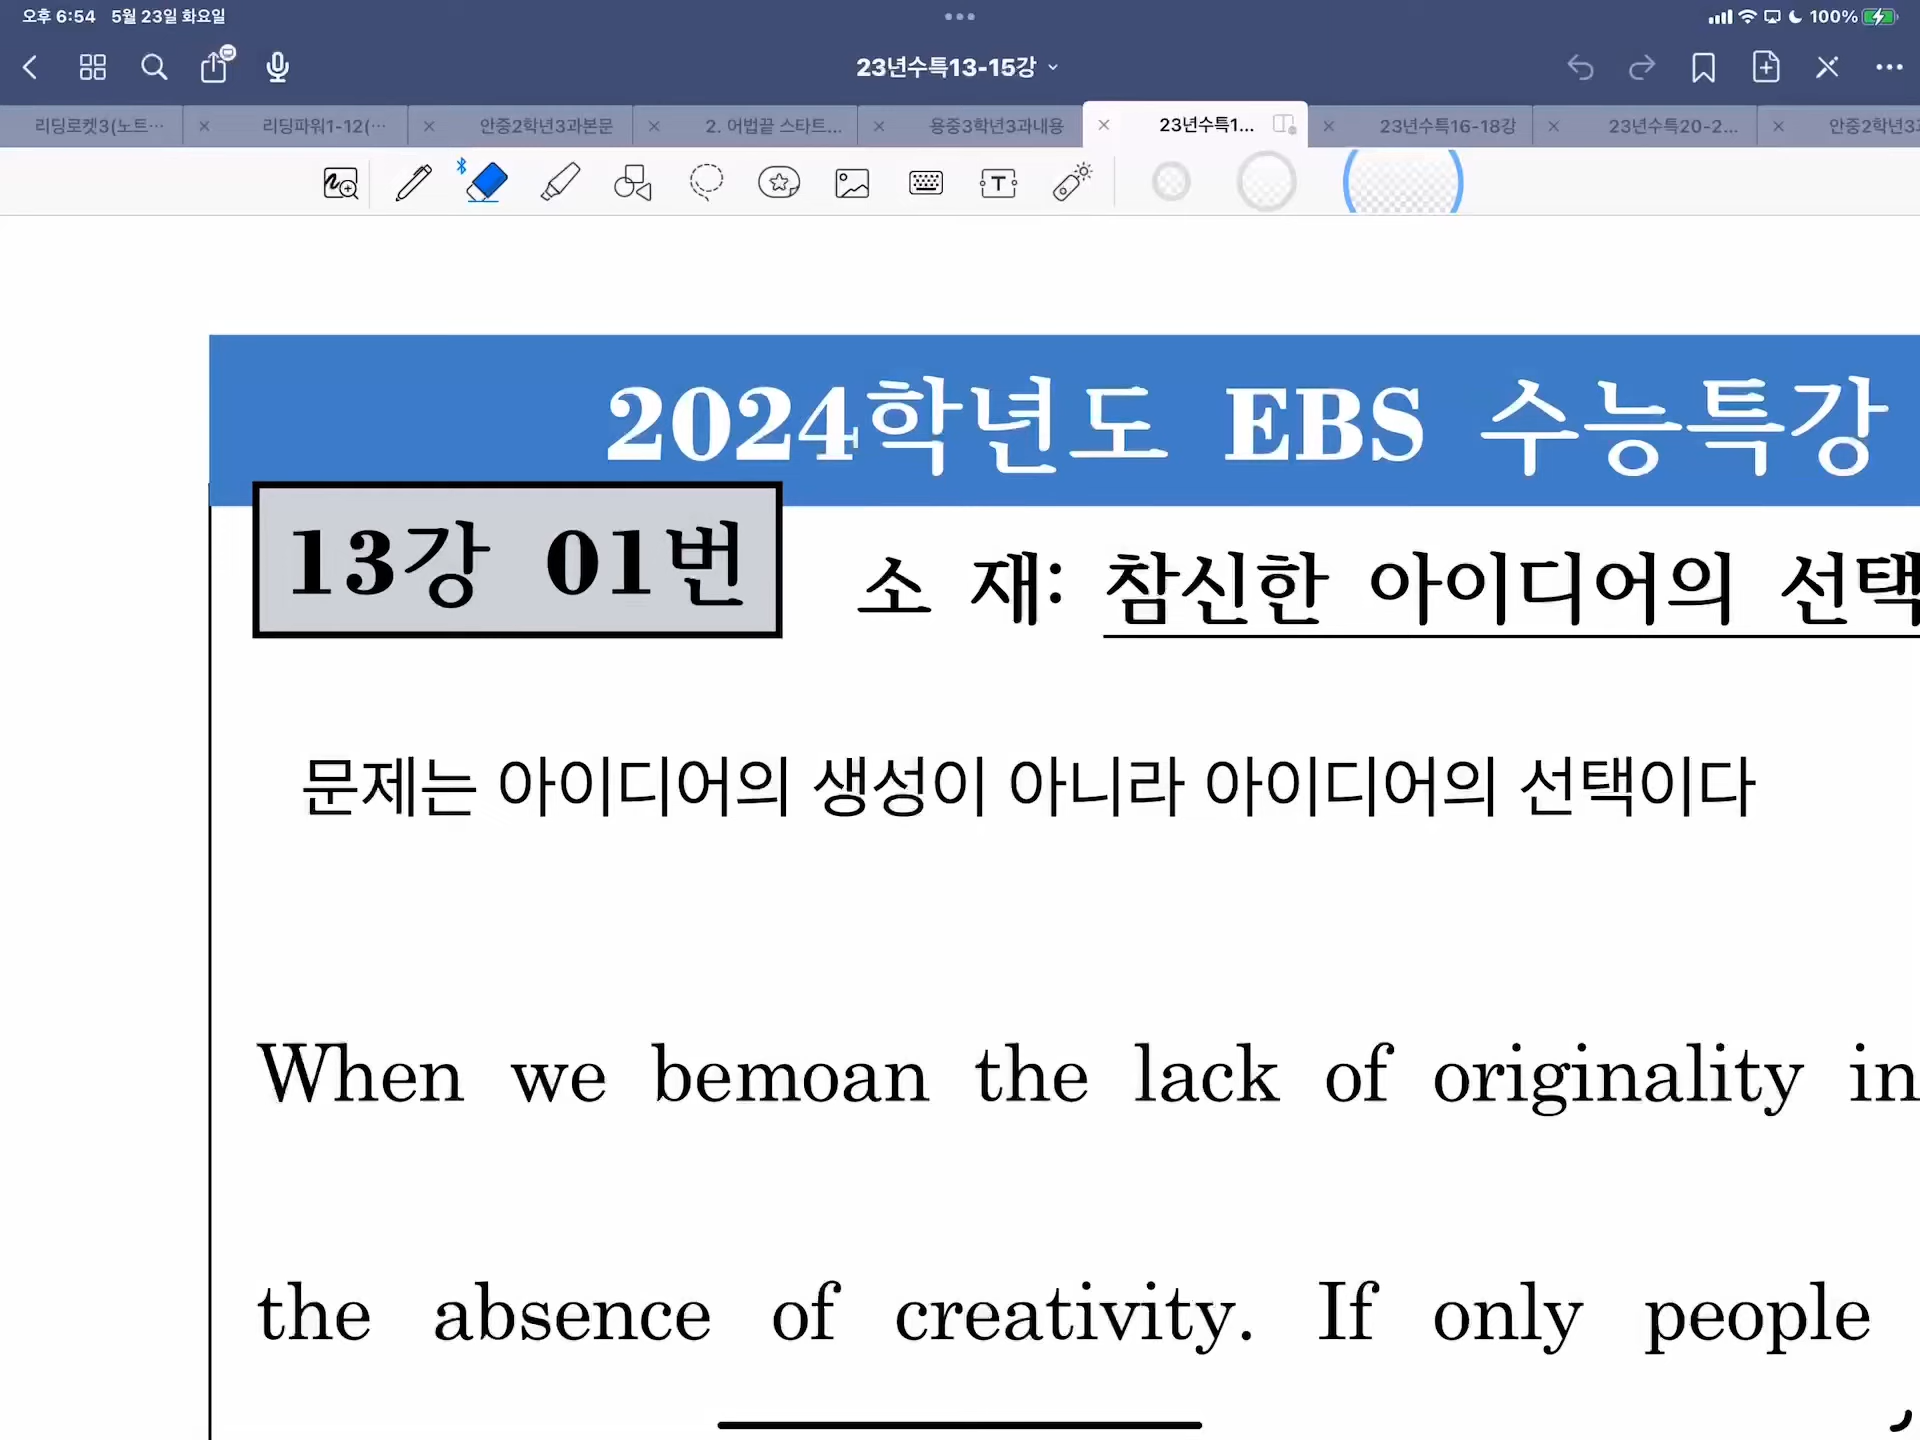 오후 6:54 5월 23일 화요일
100%
23년수특13-15강
리딩로켓3(노트…
리딩파워1-12(…
안중2학년3과본문
2. 어법끝 스타트...
용중3학년3과내용
23년수특1...
23년수특16-18강
23년수특20-2...
안중2학년3
2024학년도 EBS 수능특강
13강 01번
소 재: 참신한 아이디어의 선택
문제는 아이디어의 생성이 아니라 아이디어의 선택이다
When we bemoan the lack of originality in
the absence of creativity. If only people